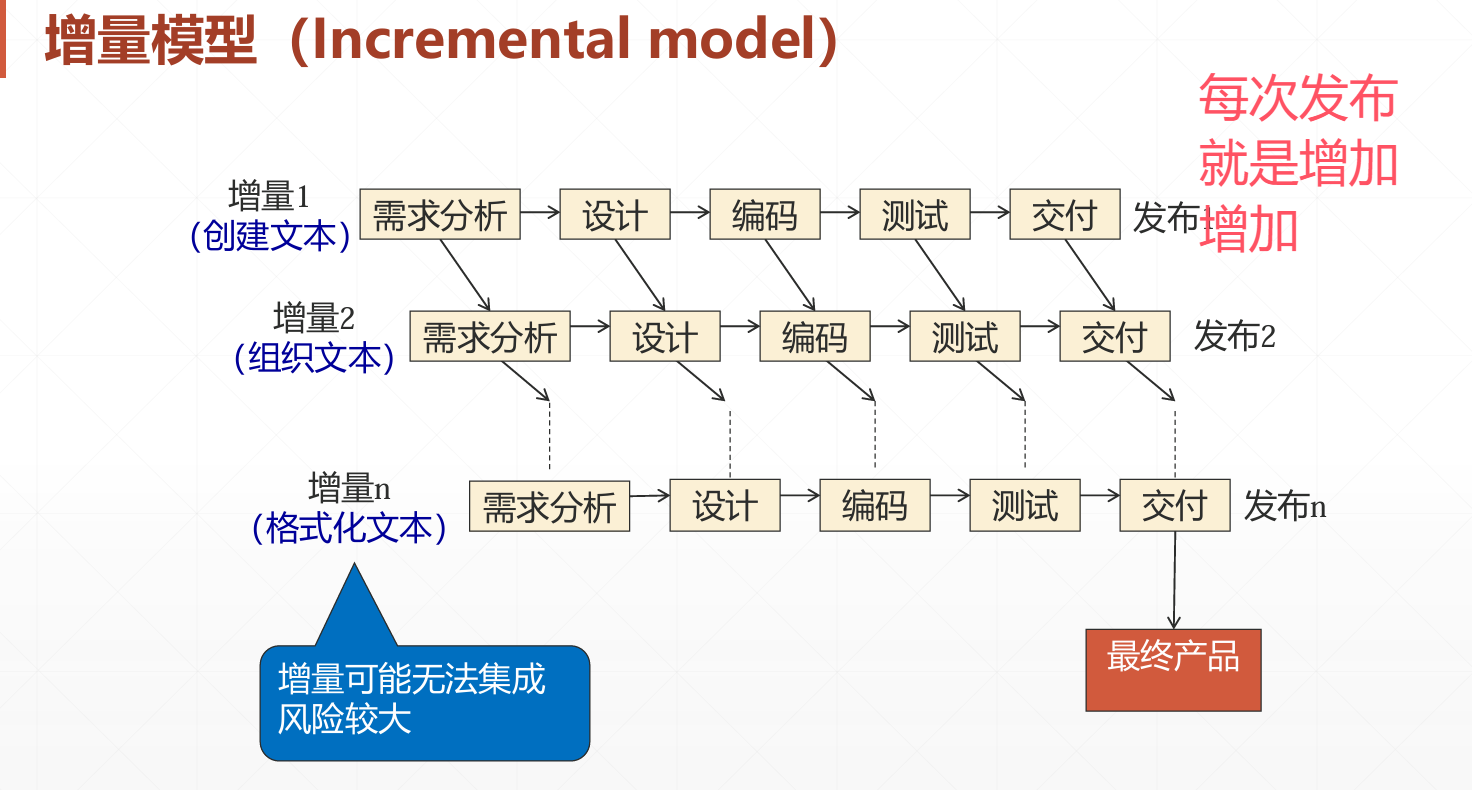 增量模型（Incremental model）
每次发布
就是增加
增加
增量1
（创建文本）
需求分析
设计
编码
测试
交付
发布1
增量2
（组织文本）
需求分析
设计
编码
测试
交付
发布2
增量n
（格式化文本）
需求分析
设计
编码
测试
交付
发布n
增量可能无法集成
风险较大
最终产品